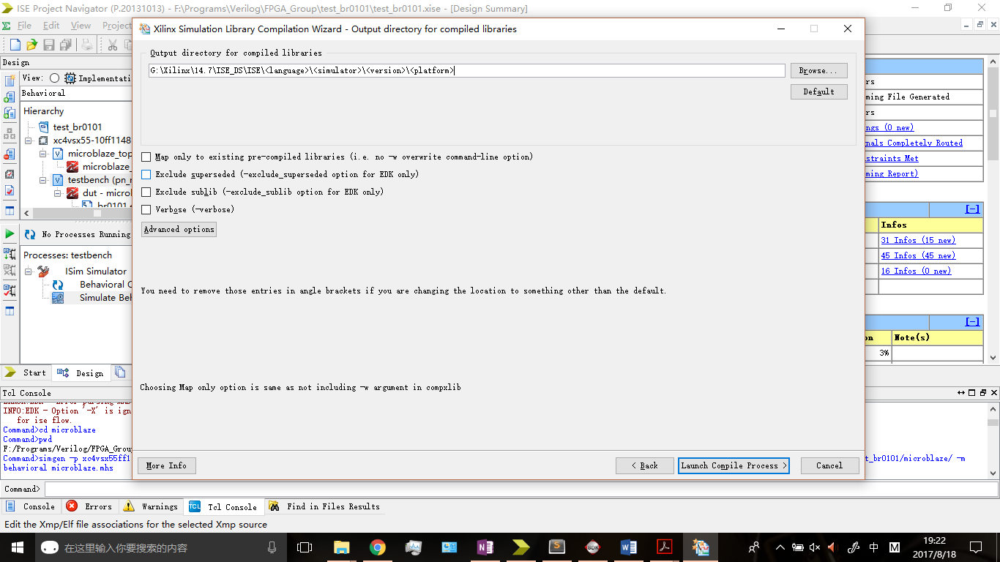 ISE Project Navigator (P.20131013) - F:\Programs\Verilog\FPGA_Group\test_br0101\test_br0101.xise - [Design Summary]
File Edit View Project
Xilinx Simulation Library Compilation Wizard - Output directory for compiled libraries
Output directory for compiled libraries
G:\Xilinx\14.7\ISE_DS\ISE\<language>\<simulator>\<version>\<platform>
Browse...
Default
Map only to existing pre-compiled libraries (i.e. no -w overwrite command-line option)
Exclude superseded (-exclude_superseded option for EDK only)
Exclude sublib (-exclude_sublib option for EDK only)
Verbose (-verbose)
Advanced options
You need to remove those entries in angle brackets if you are changing the location to something other than the default.
Choosing Map only option is same as not including -w argument in compxlib
More Info
< Back
Launch Compile Process >
Cancel
Design
View: Implementati
Behavioral
Hierarchy
test_br0101
xc4vsx55-10ff1148
microblaze_top
microblaze_
testbench (pn_r
dut - microl
No Processes Running
Processes: testbench
ISim Simulator
Behavioral C
Simulate Beh
Start Design
rs
ming File Generated
rs
ngs (0 new)
nals Completely Routed
straints Met
ming Report)
[-]
Infos
31 Infos (15 new)
45 Infos (45 new)
16 Infos (0 new)
[-]
on Note(s)
3%
Tcl Console
INFO:EDK - Option '-X' is ign
for ise flow.
Command>cd microblaze
Command>pwd
F:/Programs/Verilog/FPGA_Group
Command>simgen -p xc4vsx55ff1 t_br0101/microblaze/ -m
behavioral microblaze.mhs
Command>
Console Errors Warnings Tcl Console Find in Files Results
Edit the Xmp/Elf file associations for the selected Xmp source
在这里输入你要搜索的内容
中 M
19:22
2017/8/18